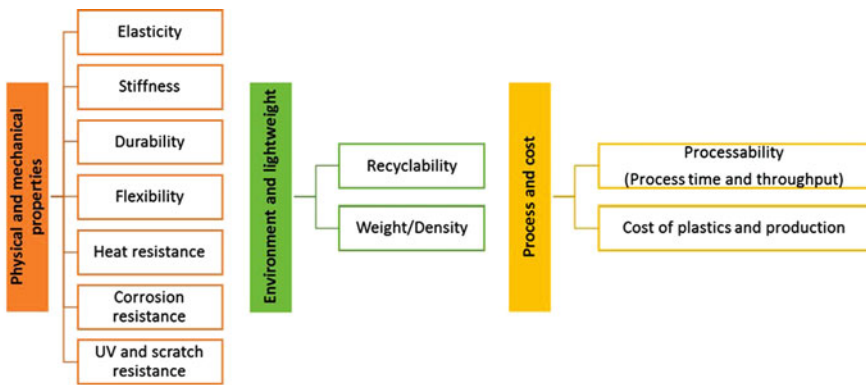 Physical and mechanical
properties
Elasticity
Stiffness
Durability
Flexibility
Heat resistance
Corrosion
resistance
UV and scratch
resistance
Environment and lightweight
Recyclability
Weight/Density
Process and cost
Processability
(Process time and throughput)
Cost of plastics and production